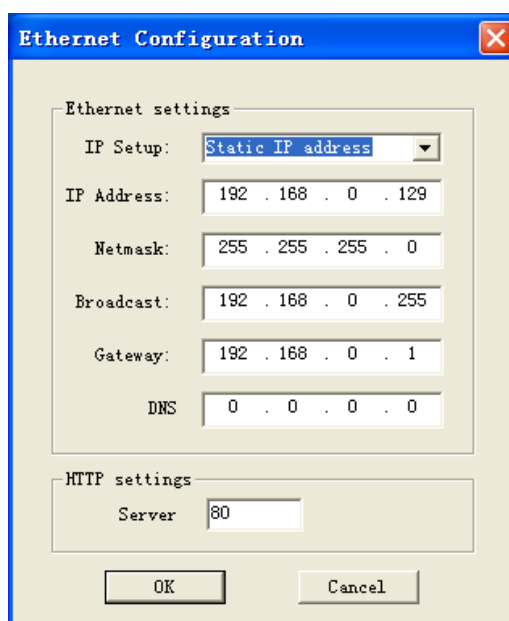 Ethernet Configuration
Ethernet settings
IP Setup: Static IP address
IP Address: 192 . 168 . 0 . 129
Netmask: 255 . 255 . 255 . 0
Broadcast: 192 . 168 . 0 . 255
Gateway: 192 . 168 . 0 . 1
DNS 0 . 0 . 0 . 0
HTTP settings
Server 80
OK Cancel